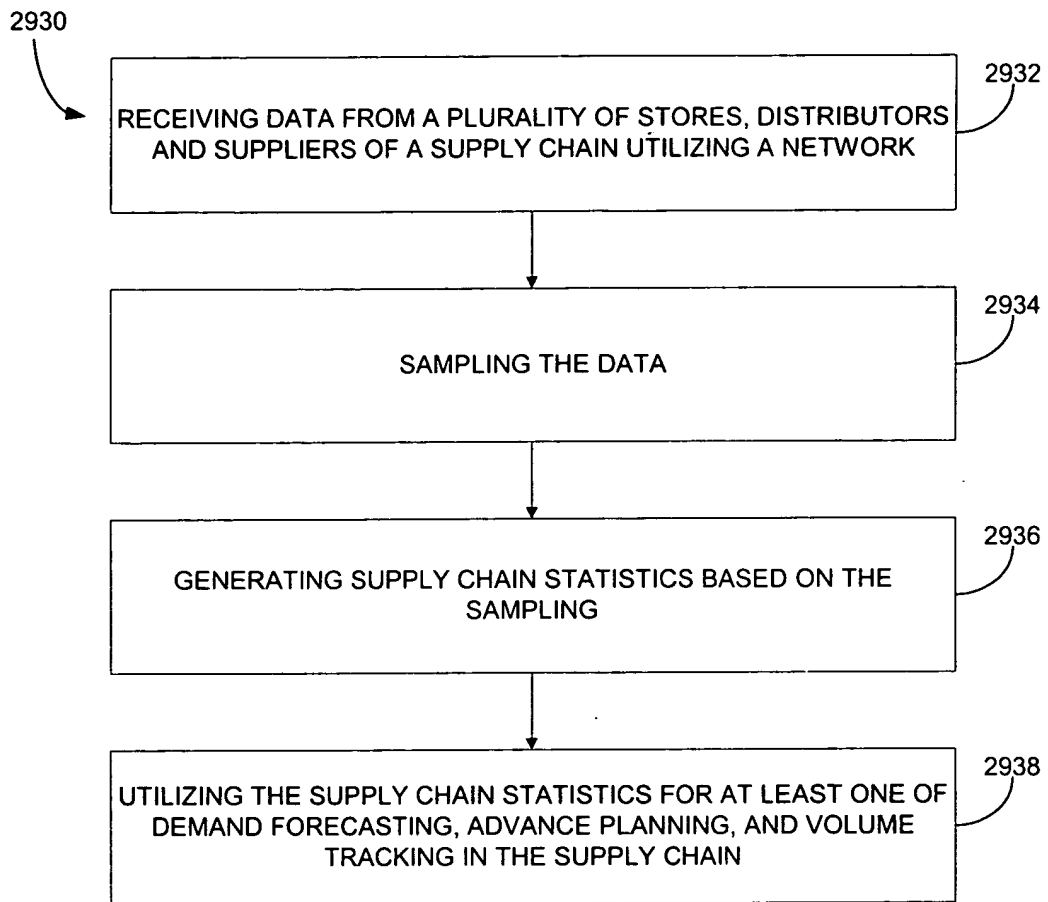 2930
2932
RECEIVING DATA FROM A PLURALITY OF STORES, DISTRIBUTORS
AND SUPPLIERS OF A SUPPLY CHAIN UTILIZING A NETWORK
2934
SAMPLING THE DATA
2936
GENERATING SUPPLY CHAIN STATISTICS BASED ON THE
SAMPLING
2938
UTILIZING THE SUPPLY CHAIN STATISTICS FOR AT LEAST ONE OF
DEMAND FORECASTING, ADVANCE PLANNING, AND VOLUME
TRACKING IN THE SUPPLY CHAIN